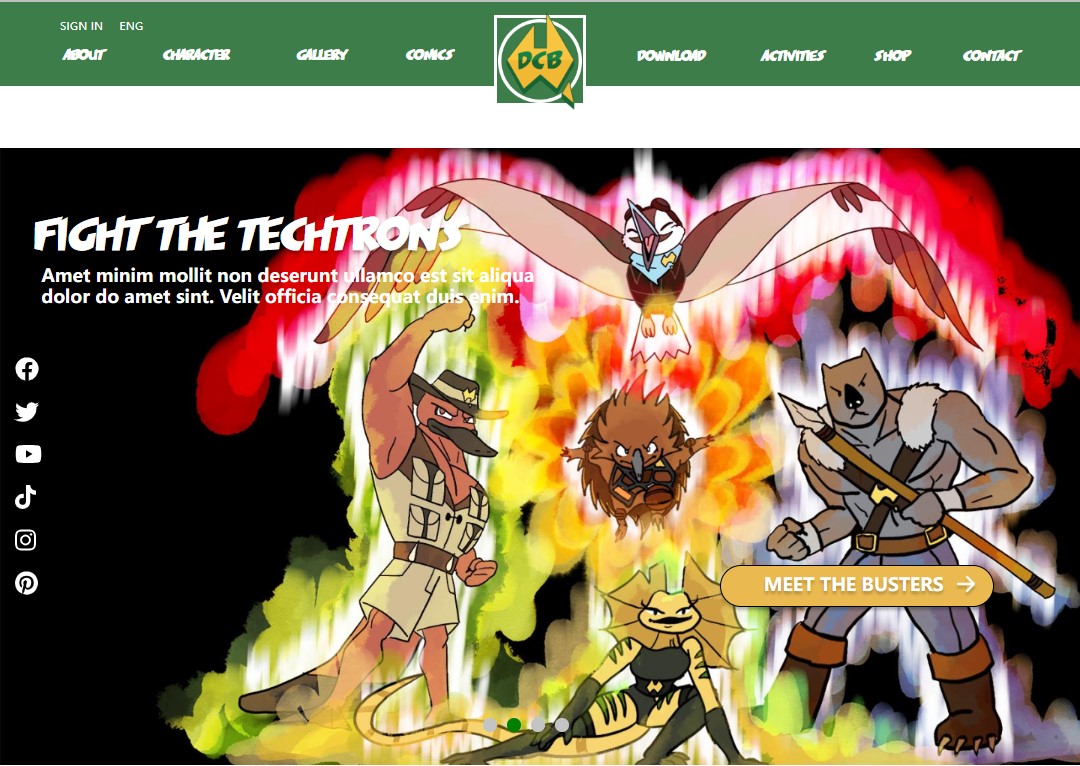 SIGN IN ENG
ABOUT CHARACTER GALLERY COMICS DCB DOWNLOAD ACTIVITIES SHOP CONTACT
FIGHT THE TECHTRONS
Amet minim mollit non deserunt ullamco est sit aliqua
dolor do amet sint. Velit officia consequat duis enim.
MEET THE BUSTERS →